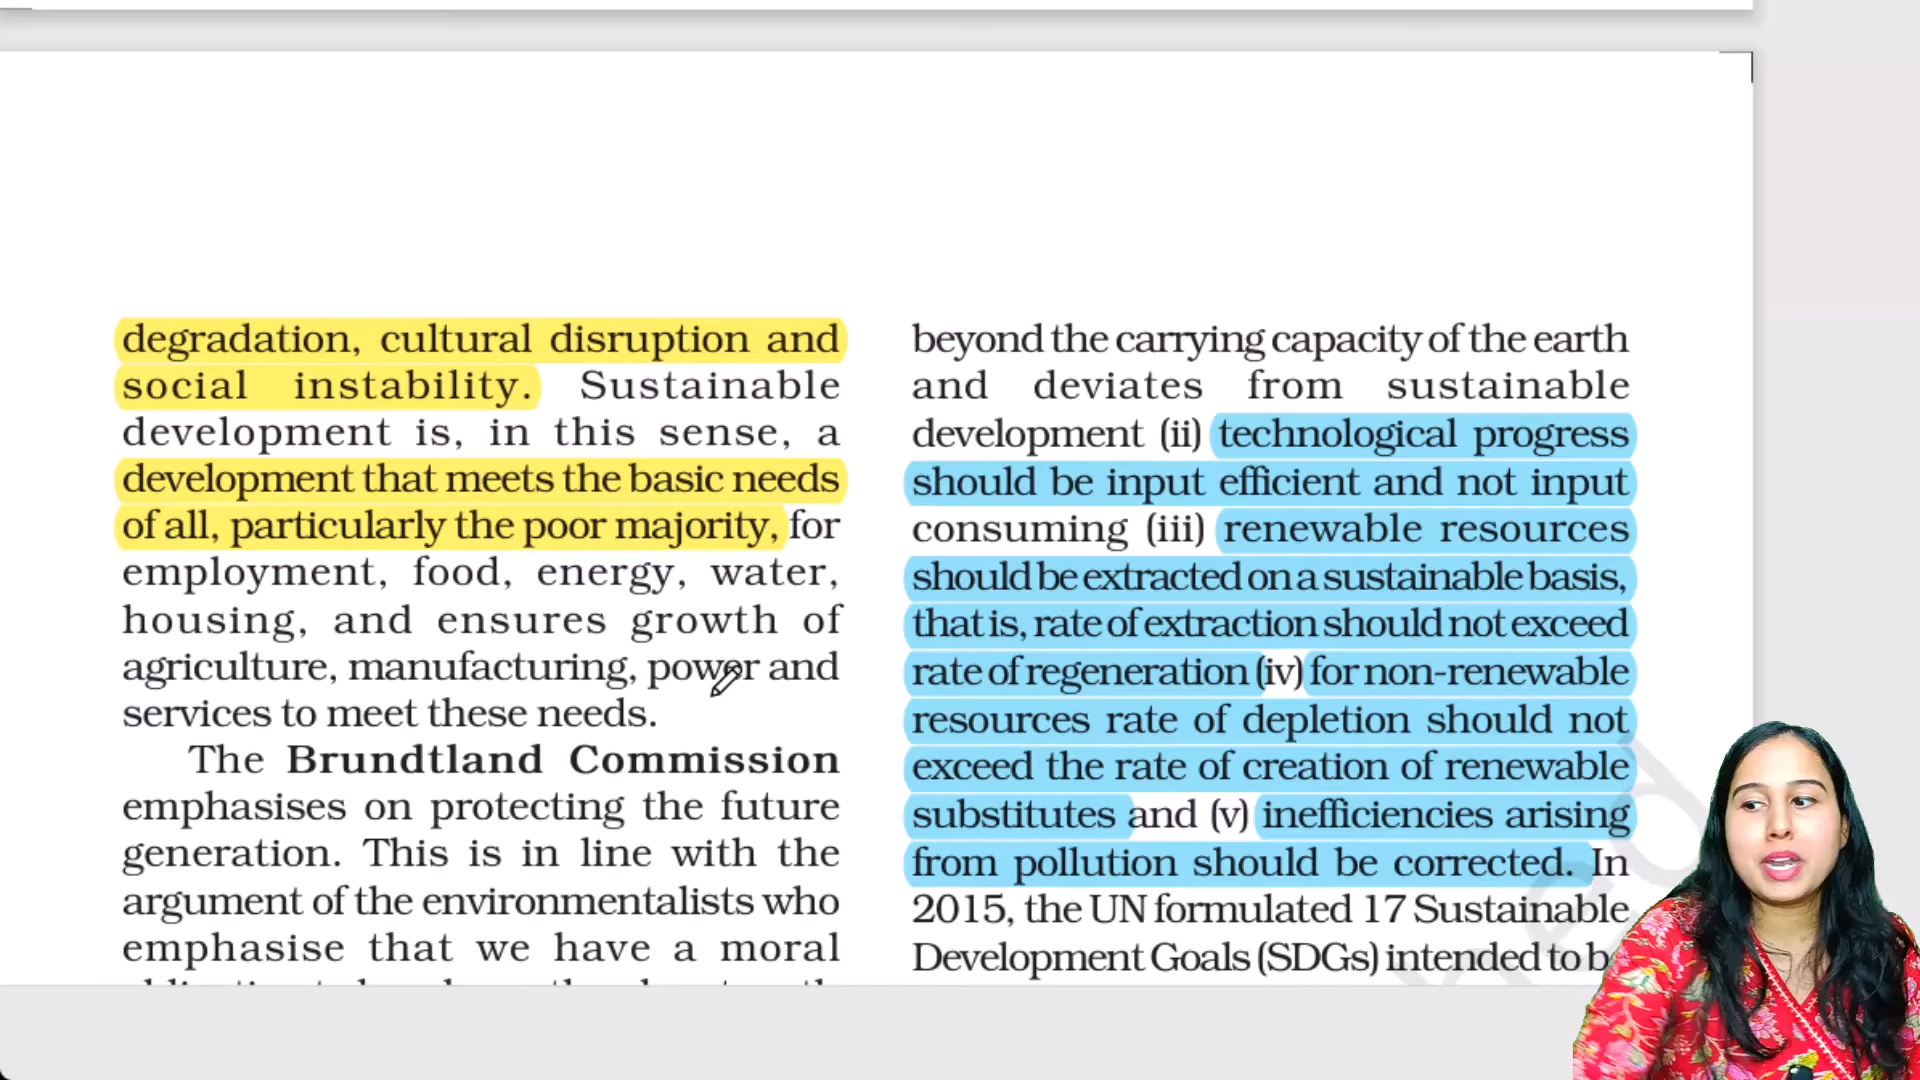 degradation, cultural disruption and
social instability. Sustainable
development is, in this sense, a
development that meets the basic needs
of all, particularly the poor majority, for
employment, food, energy, water,
housing, and ensures growth of
agriculture, manufacturing, power and
services to meet these needs.
The Brundtland Commission
emphasises on protecting the future
generation. This is in line with the
argument of the environmentalists who
emphasise that we have a moral
beyond the carrying capacity of the earth
and deviates from sustainable
development (ii) technological progress
should be input efficient and not input
consuming (iii) renewable resources
should be extracted on a sustainable basis,
that is, rate of extraction should not exceed
rate of regeneration (iv) for non-renewable
resources rate of depletion should not
exceed the rate of creation of renewable
substitutes and (v) inefficiencies arising
from pollution should be corrected. In
2015, the UN formulated 17 Sustainable
Development Goals (SDGs) intended to